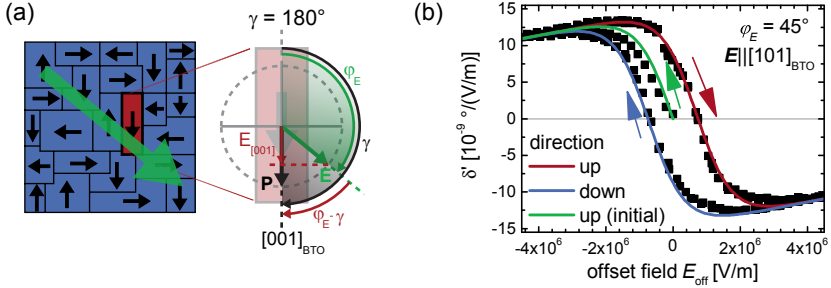 (a)
γ = 180°
φE
E[001]
E
P
γ
φE-γ
[001]BTO
(b)
15
10
5
0
-5
-10
-15
δ' [10⁻⁹ °/(V/m)]
φE = 45°
E||[101]BTO
direction
up
down
up (initial)
-4x10⁶ -2x10⁶ 0 2x10⁶ 4x10⁶
offset field Eoff [V/m]